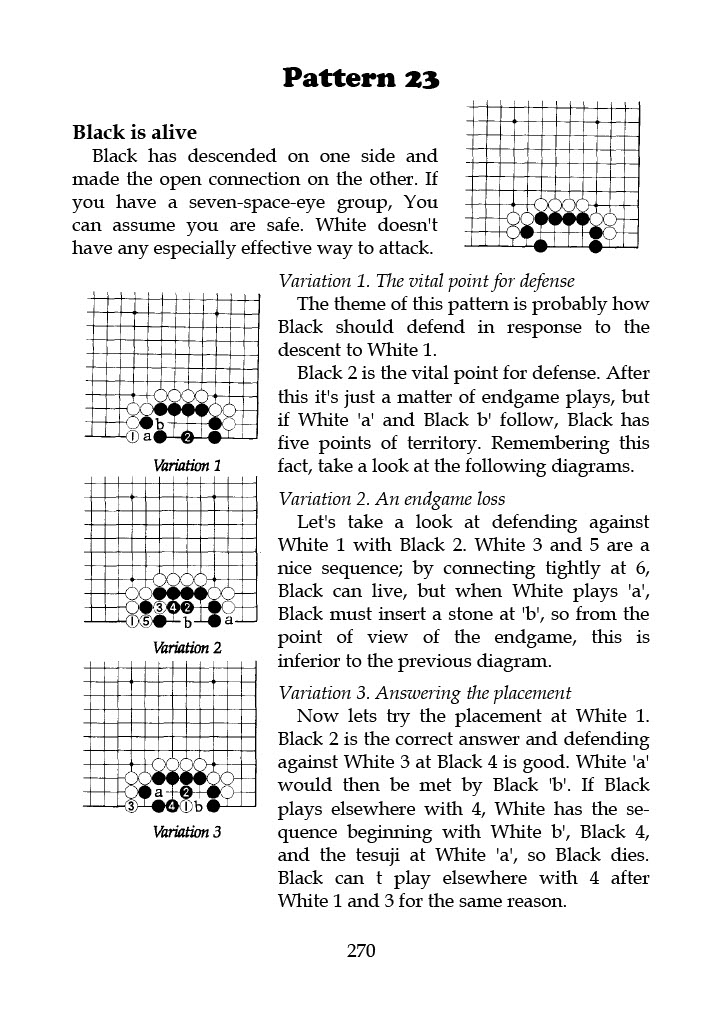 Pattern 23
Black is alive
Black has descended on one side and
made the open connection on the other. If
you have a seven-space-eye group, You
can assume you are safe. White doesn't
have any especially effective way to attack.
Variation 1. The vital point for defense
The theme of this pattern is probably how
Black should defend in response to the
descent to White 1.
Black 2 is the vital point for defense. After
this it's just a matter of endgame plays, but
if White 'a' and Black b' follow, Black has
five points of territory. Remembering this
fact, take a look at the following diagrams.
b
1 a 2
Variation 1
Variation 2. An endgame loss
Let's take a look at defending against
White 1 with Black 2. White 3 and 5 are a
nice sequence; by connecting tightly at 6,
Black can live, but when White plays 'a',
Black must insert a stone at 'b', so from the
point of view of the endgame, this is
inferior to the previous diagram.
3 4 2
1 5 b a
Variation 2
Variation 3. Answering the placement
Now lets try the placement at White 1.
Black 2 is the correct answer and defending
against White 3 at Black 4 is good. White 'a'
would then be met by Black 'b'. If Black
plays elsewhere with 4, White has the se-
quence beginning with White b', Black 4,
and the tesuji at White 'a', so Black dies.
Black can t play elsewhere with 4 after
White 1 and 3 for the same reason.
a 2
3 4 1 b
Variation 3
270